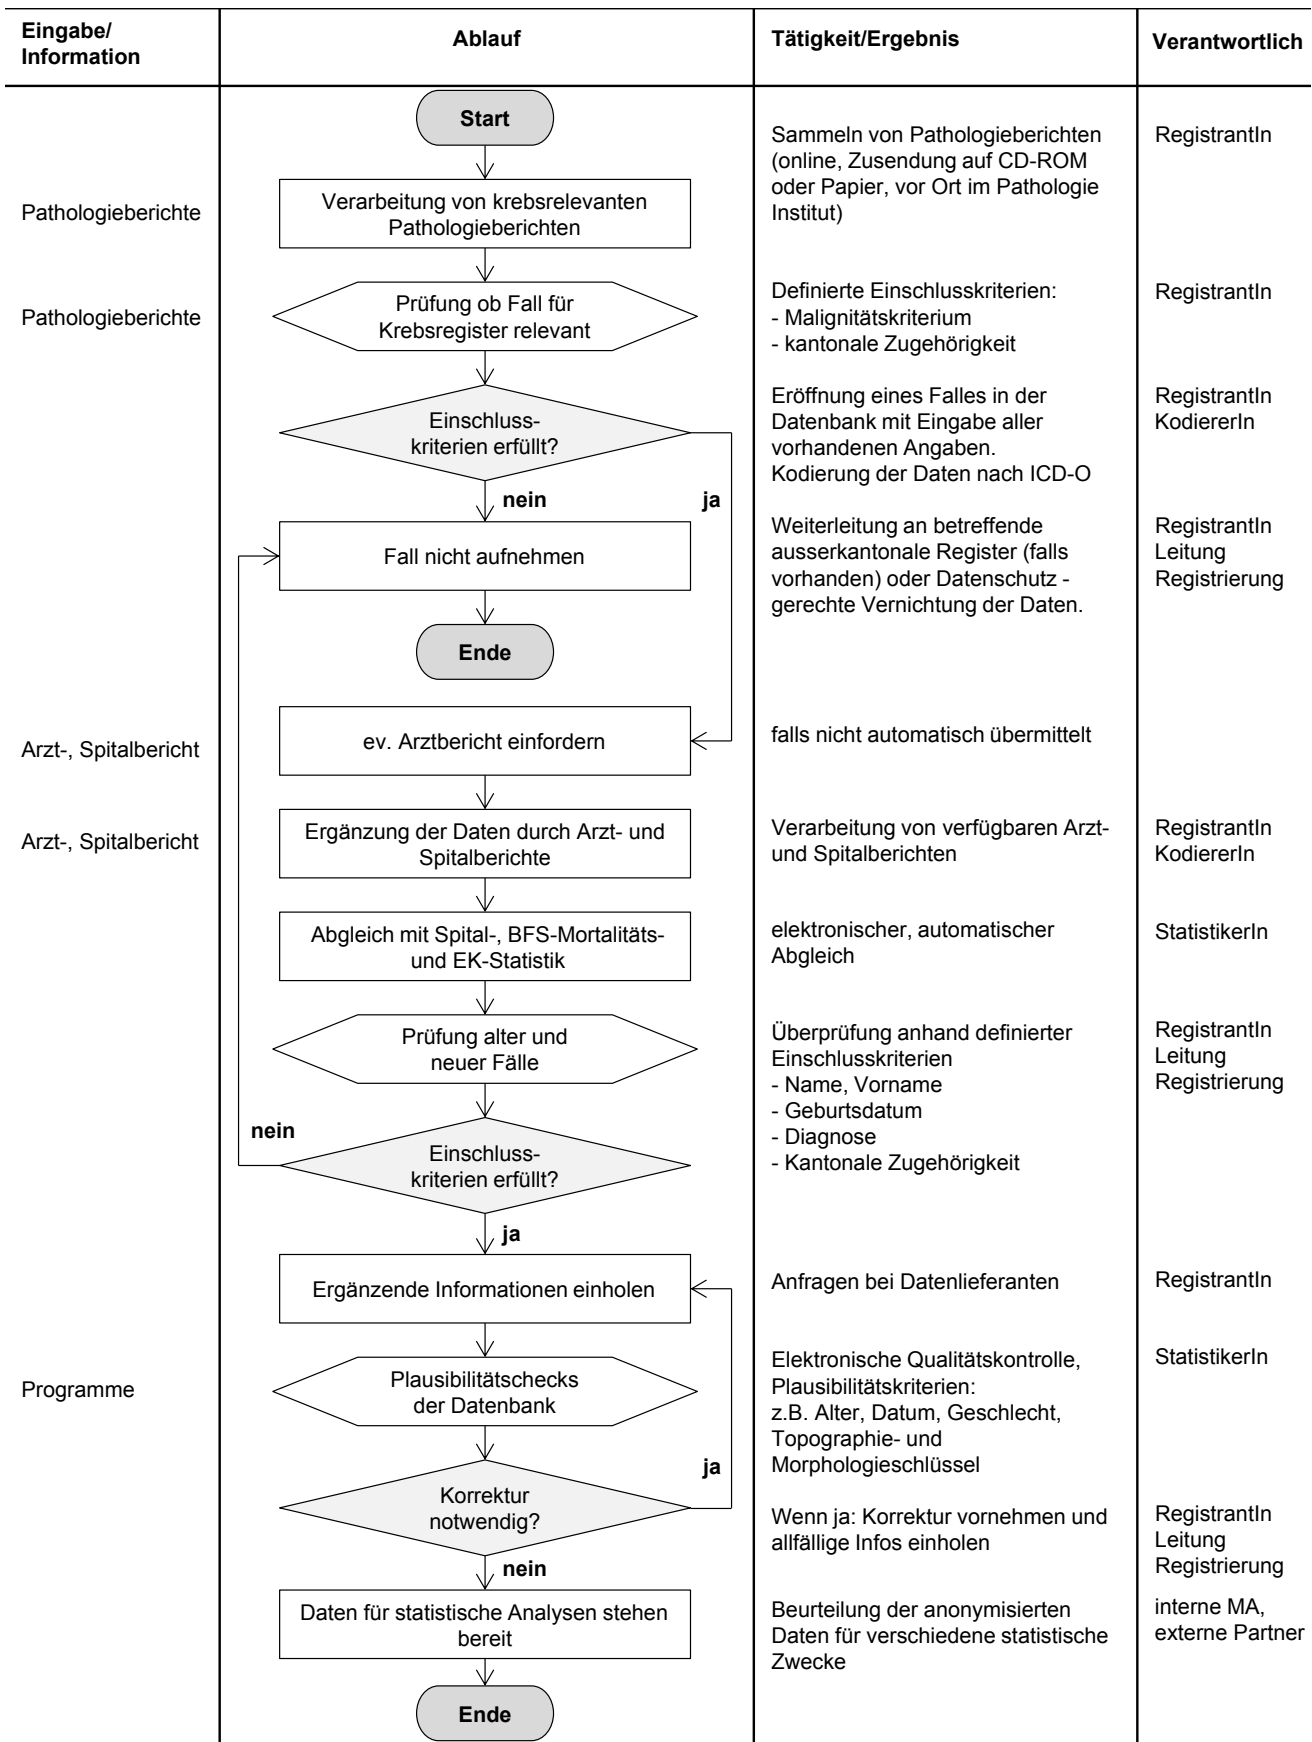 Eingabe/
Information
Ablauf
Tätigkeit/Ergebnis
Verantwortlich
Start
Sammeln von Pathologieberichten
(online, Zusendung auf CD-ROM
oder Papier, vor Ort im Pathologie
Institut)
RegistrantIn
Pathologieberichte
Verarbeitung von krebsrelevanten
Pathologieberichten
Pathologieberichte
Prüfung ob Fall für
Krebsregister relevant
Definierte Einschlusskriterien:
- Malignitätskriterium
- kantonale Zugehörigkeit
RegistrantIn
Einschluss-
kriterien erfüllt?
Eröffnung eines Falles in der
Datenbank mit Eingabe aller
vorhandenen Angaben.
Kodierung der Daten nach ICD-O
RegistrantIn
KodiererIn
nein
ja
Fall nicht aufnehmen
Weiterleitung an betreffende
ausserkantonale Register (falls
vorhanden) oder Datenschutz -
gerechte Vernichtung der Daten.
RegistrantIn
Leitung
Registrierung
Ende
Arzt-, Spitalbericht
ev. Arztbericht einfordern
falls nicht automatisch übermittelt
Arzt-, Spitalbericht
Ergänzung der Daten durch Arzt- und
Spitalberichte
Verarbeitung von verfügbaren Arzt-
und Spitalberichten
RegistrantIn
KodiererIn
Abgleich mit Spital-, BFS-Mortalitäts-
und EK-Statistik
elektronischer, automatischer
Abgleich
StatistikerIn
Prüfung alter und
neuer Fälle
Überprüfung anhand definierter
Einschlusskriterien
- Name, Vorname
- Geburtsdatum
- Diagnose
- Kantonale Zugehörigkeit
RegistrantIn
Leitung
Registrierung
nein
Einschluss-
kriterien erfüllt?
ja
Ergänzende Informationen einholen
Anfragen bei Datenlieferanten
RegistrantIn
Programme
Plausibilitätschecks
der Datenbank
Elektronische Qualitätskontrolle,
Plausibilitätskriterien:
z.B. Alter, Datum, Geschlecht,
Topographie- und
Morphologieschlüssel
StatistikerIn
ja
Korrektur
notwendig?
Wenn ja: Korrektur vornehmen und
allfällige Infos einholen
RegistrantIn
Leitung
Registrierung
nein
Daten für statistische Analysen stehen
bereit
Beurteilung der anonymisierten
Daten für verschiedene statistische
Zwecke
interne MA,
externe Partner
Ende